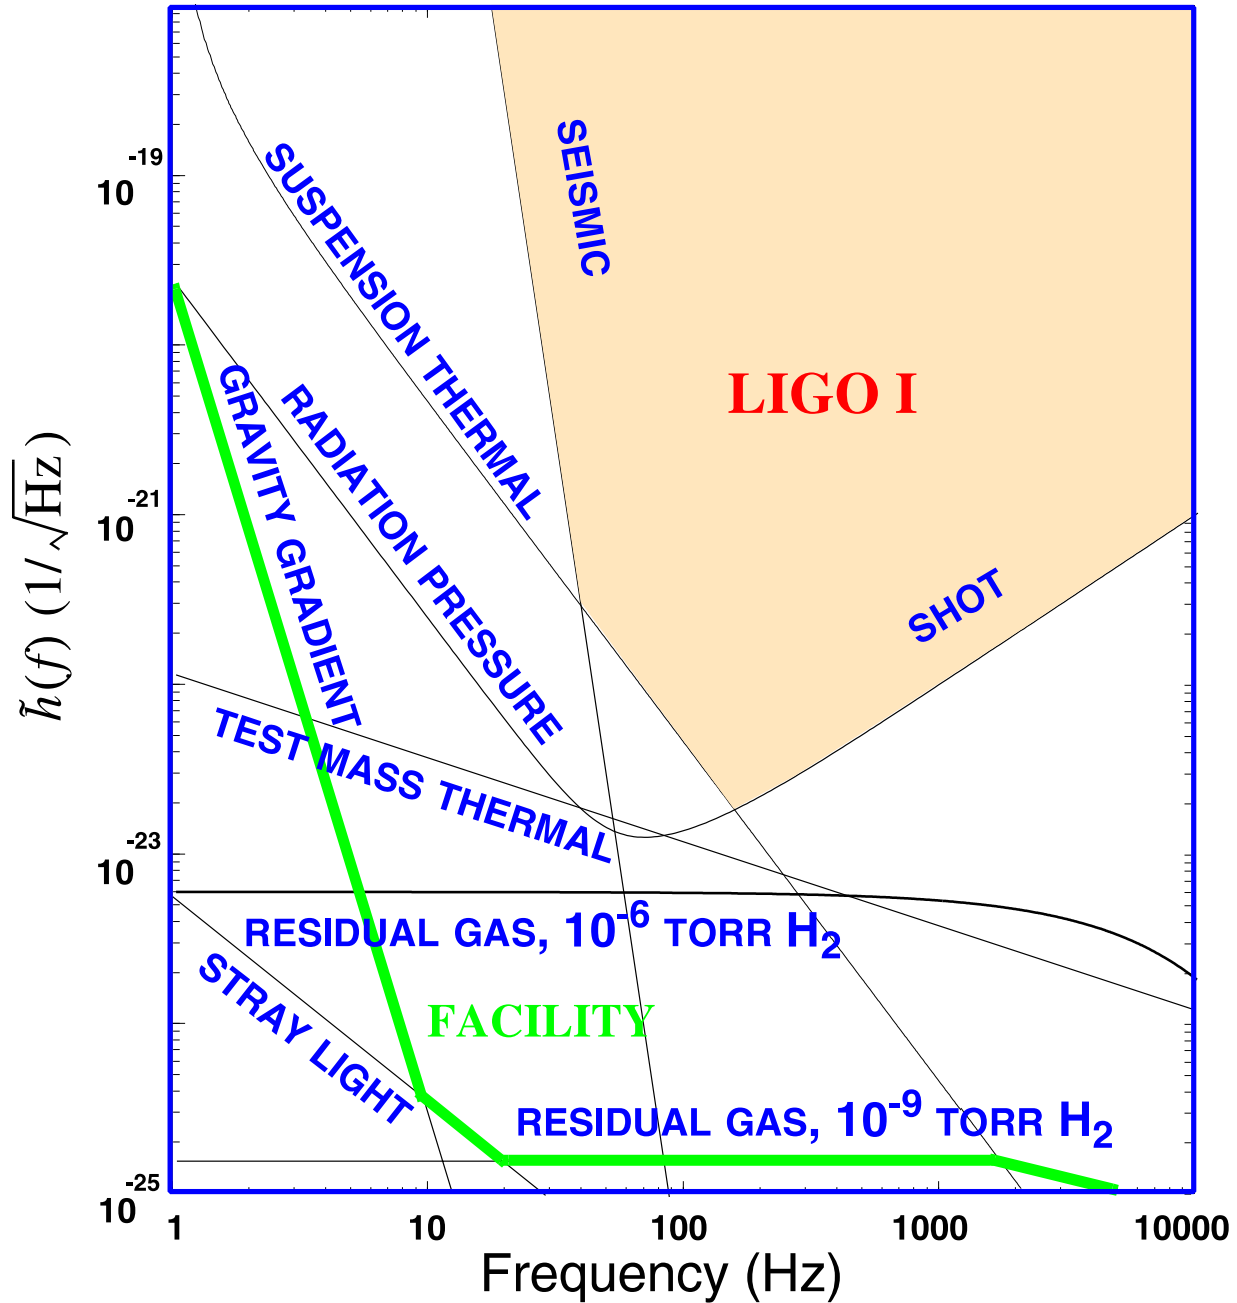 10^-19
10^-21
10^-23
10^-25
h̃(f) (1/√Hz)
SEISMIC
SUSPENSION THERMAL
LIGO I
GRAVITY GRADIENT
RADIATION PRESSURE
SHOT
TEST MASS THERMAL
RESIDUAL GAS, 10^-6 TORR H₂
STRAY LIGHT
FACILITY
RESIDUAL GAS, 10^-9 TORR H₂
1 10 100 1000 10000
Frequency (Hz)